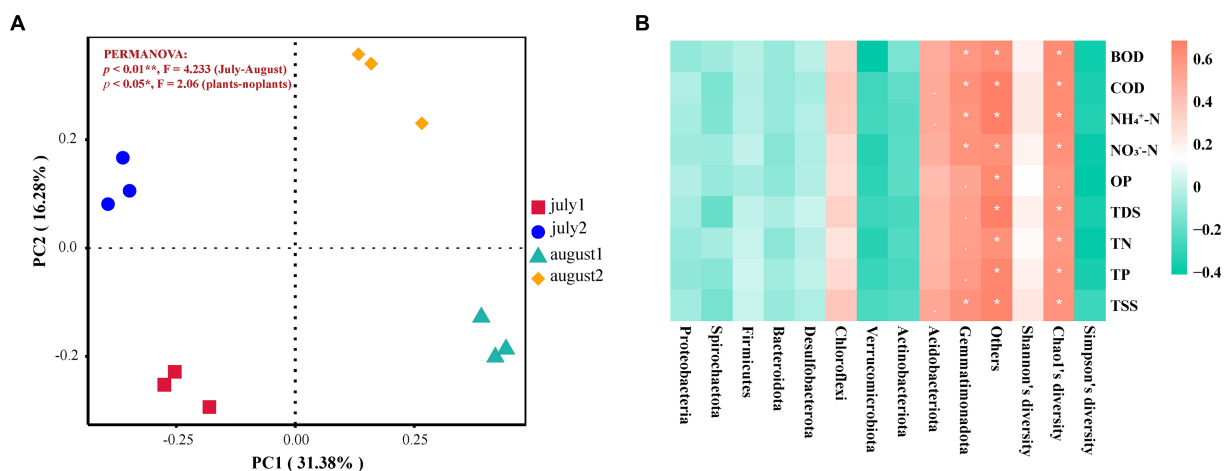 A
PERMANOVA:
p < 0.01**, F = 4.233 (July-August)
p < 0.05*, F = 2.06 (plants-noplants)
0.2
0.0
-0.2
PC2 ( 16.28% )
-0.25
0.00
0.25
PC1 ( 31.38% )
july1
july2
august1
august2
B
BOD
COD
NH₄⁺-N
NO₃⁻-N
OP
TDS
TN
TP
TSS
Proteobacteria
Spirochaetota
Firmicutes
Bacteroidota
Desulfobacterota
Chloroflexi
Verrucomicrobiota
Actinobacteriota
Acidobacteriota
Gemmatimonadota
Others
Shannon's diversity
Chao1's diversity
Simpson's diversity
0.6
0.4
0.2
0
−0.2
−0.4